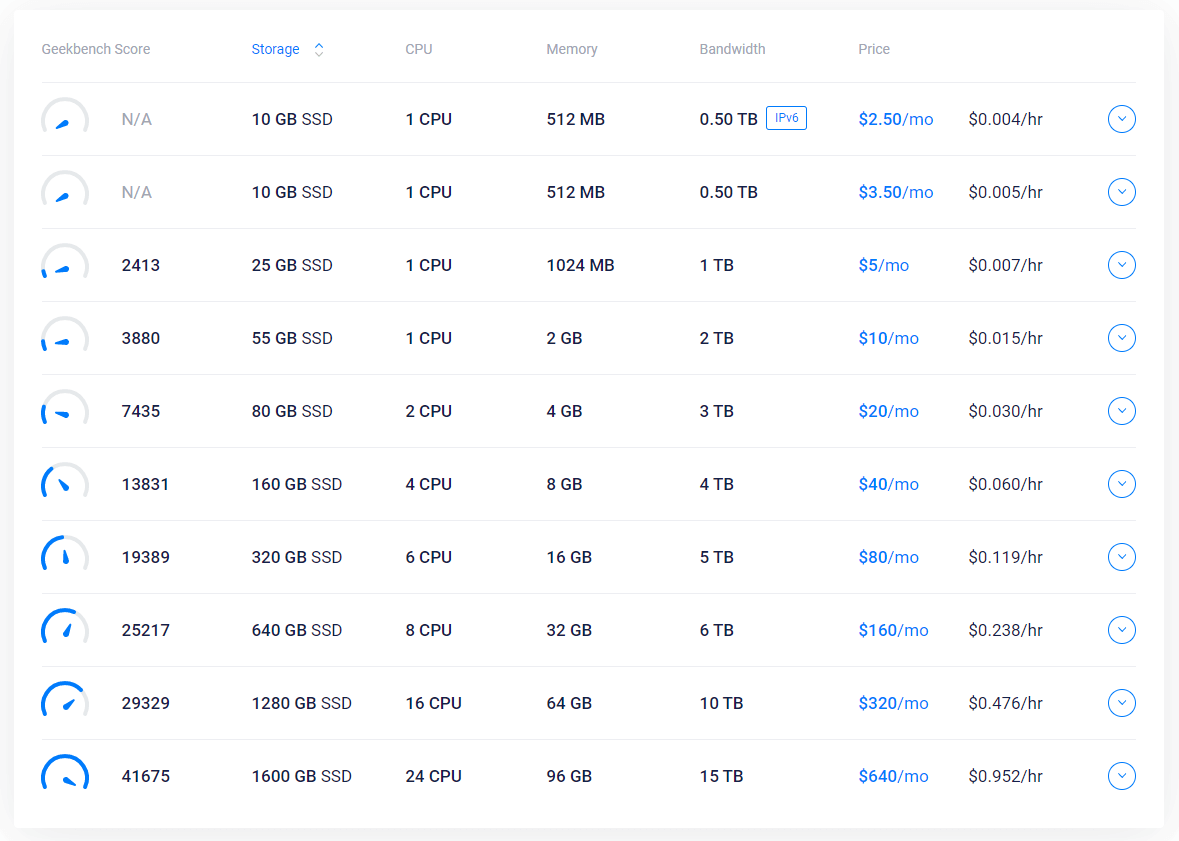 Geekbench Score Storage CPU Memory Bandwidth Price
N/A 10 GB SSD 1 CPU 512 MB 0.50 TB IPv6 $2.50/mo $0.004/hr
N/A 10 GB SSD 1 CPU 512 MB 0.50 TB $3.50/mo $0.005/hr
2413 25 GB SSD 1 CPU 1024 MB 1 TB $5/mo $0.007/hr
3880 55 GB SSD 1 CPU 2 GB 2 TB $10/mo $0.015/hr
7435 80 GB SSD 2 CPU 4 GB 3 TB $20/mo $0.030/hr
13831 160 GB SSD 4 CPU 8 GB 4 TB $40/mo $0.060/hr
19389 320 GB SSD 6 CPU 16 GB 5 TB $80/mo $0.119/hr
25217 640 GB SSD 8 CPU 32 GB 6 TB $160/mo $0.238/hr
29329 1280 GB SSD 16 CPU 64 GB 10 TB $320/mo $0.476/hr
41675 1600 GB SSD 24 CPU 96 GB 15 TB $640/mo $0.952/hr